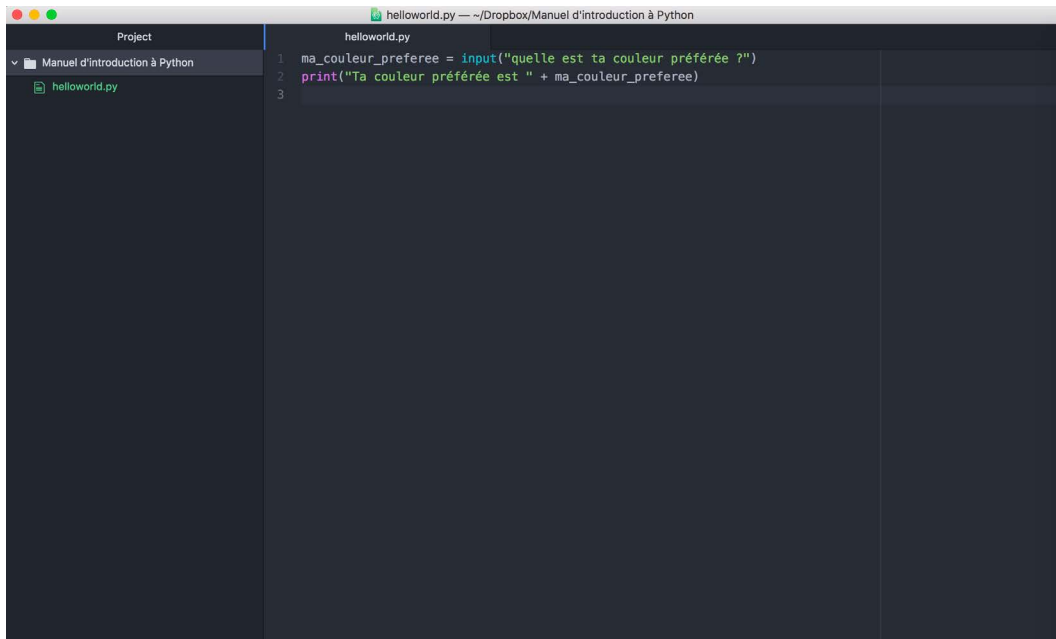 helloworld.py — ~/Dropbox/Manuel d'introduction à Python
Project
Manuel d'introduction à Python
helloworld.py
helloworld.py
1 ma_couleur_preferee = input("quelle est ta couleur préférée ?")
2 print("Ta couleur préférée est " + ma_couleur_preferee)
3